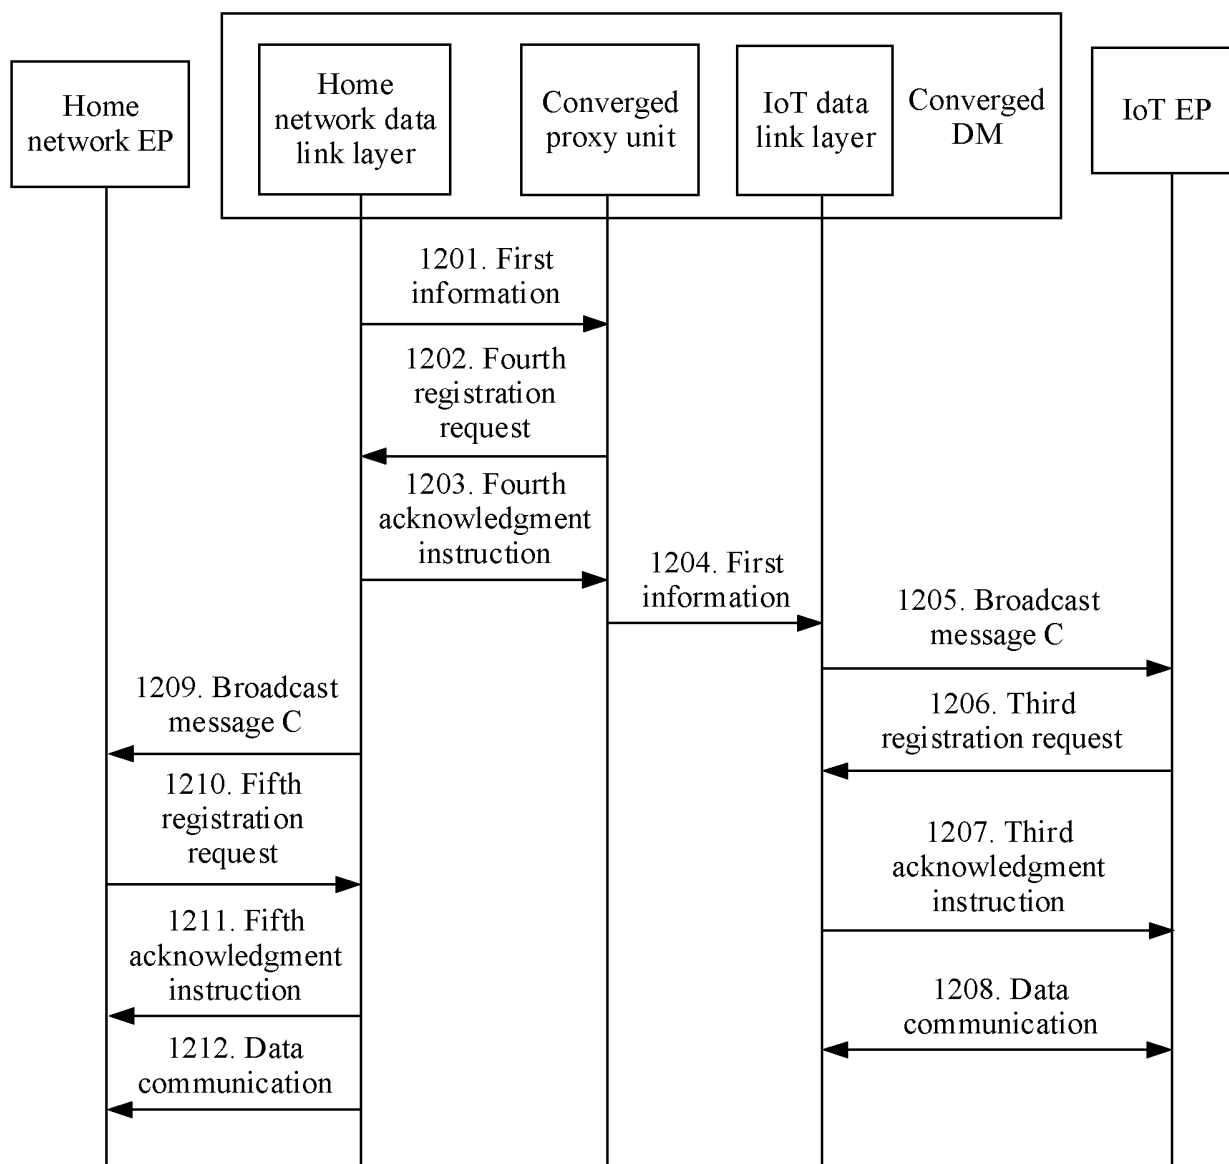 Home
network EP
Home
network data
link layer
Converged
proxy unit
IoT data
link layer
Converged
DM
IoT EP
1201. First
information
1202. Fourth
registration
request
1203. Fourth
acknowledgment
instruction
1204. First
information
1205. Broadcast
message C
1206. Third
registration request
1207. Third
acknowledgment
instruction
1208. Data
communication
1209. Broadcast
message C
1210. Fifth
registration
request
1211. Fifth
acknowledgment
instruction
1212. Data
communication